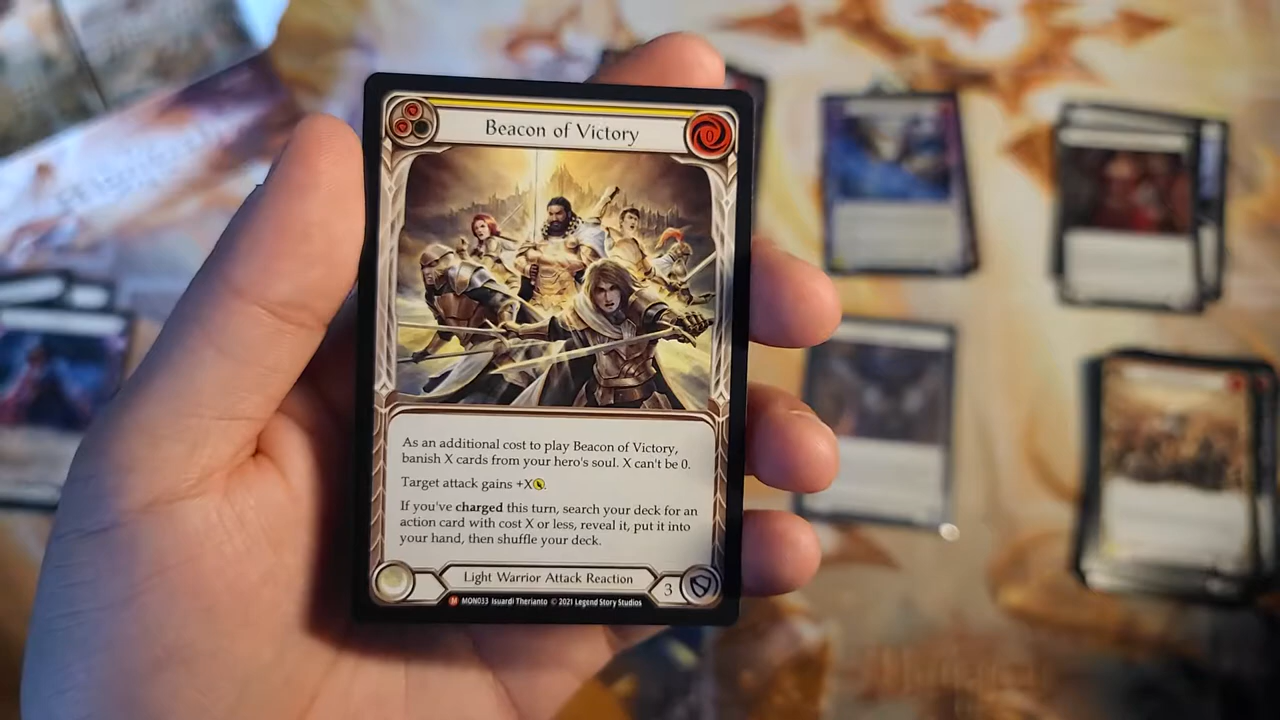 Beacon of Victory
0
As an additional cost to play Beacon of Victory,
banish X cards from your hero's soul. X can't be 0.
Target attack gains +X.
If you've charged this turn, search your deck for an
action card with cost X or less, reveal it, put it into
your hand, then shuffle your deck.
Light Warrior Attack Reaction
3
M MON033 Isuardi Therianto © 2021 Legend Story Studios